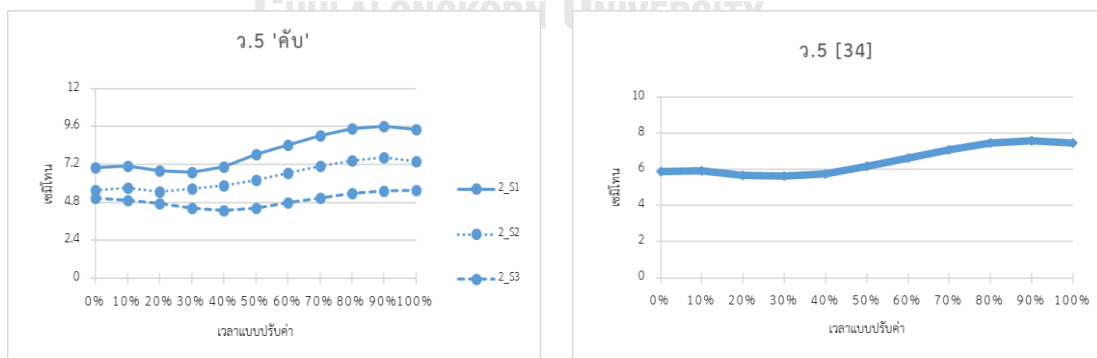 CHULALONGKORN UNIVERSITY
ว.5 'คับ'
12
9.6
7.2
4.8
2.4
0
เซมิโทน
0% 10% 20% 30% 40% 50% 60% 70% 80% 90% 100%
เวลาแบบปรับค่า
2_S1
2_S2
2_S3
ว.5 [34]
10
8
6
4
2
0
เซมิโทน
0% 10% 20% 30% 40% 50% 60% 70% 80% 90% 100%
เวลาแบบปรับค่า